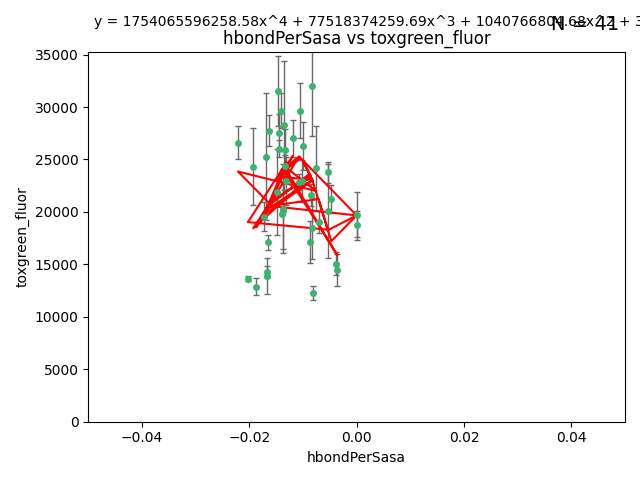 y = 1754065596258.58x^4 + 77518374259.69x^3 + 1040766804.68x^2 + 3
N = 41
hbondPerSasa vs toxgreen_fluor
35000
30000
25000
20000
15000
10000
5000
0
toxgreen_fluor
−0.04
−0.02
0.00
0.02
0.04
hbondPerSasa